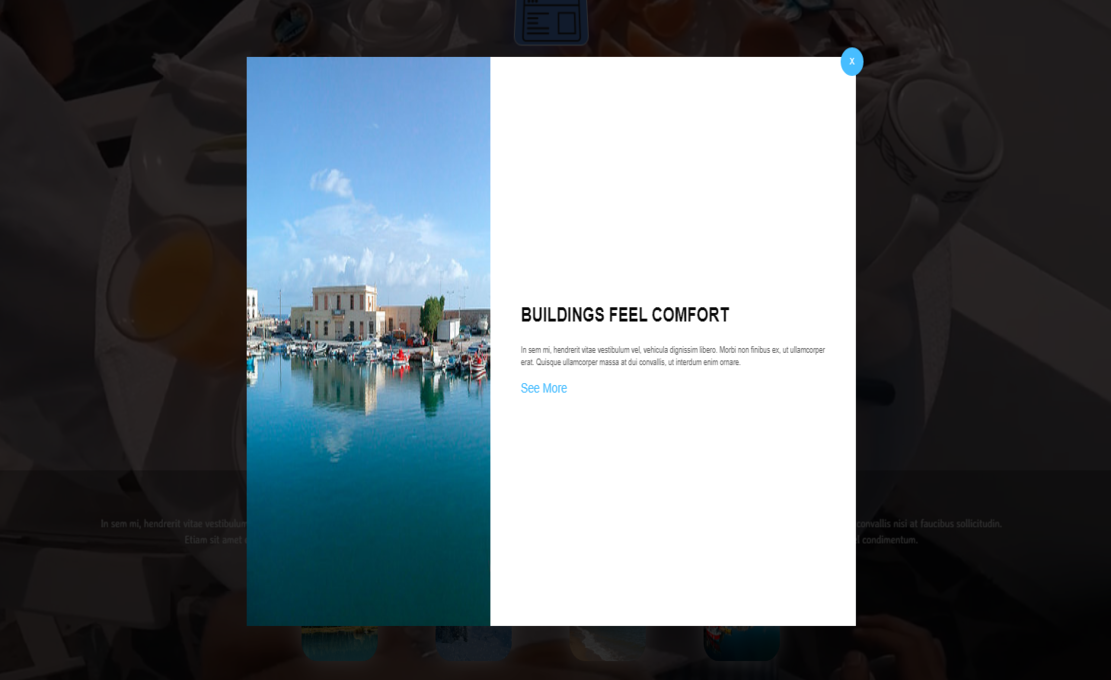 X
BUILDINGS FEEL COMFORT
In sem mi, hendrerit vitae vestibulum vel, vehicula dignissim libero. Morbi non finibus ex, ut ullamcorper
erat. Quisque ullamcorper massa at dui convallis, ut interdum enim ornare.
See More
In sem mi, hendrerit vitae vestibulum convallis nisi at faucibus sollicitudin.
Etiam sit amet condimentum.